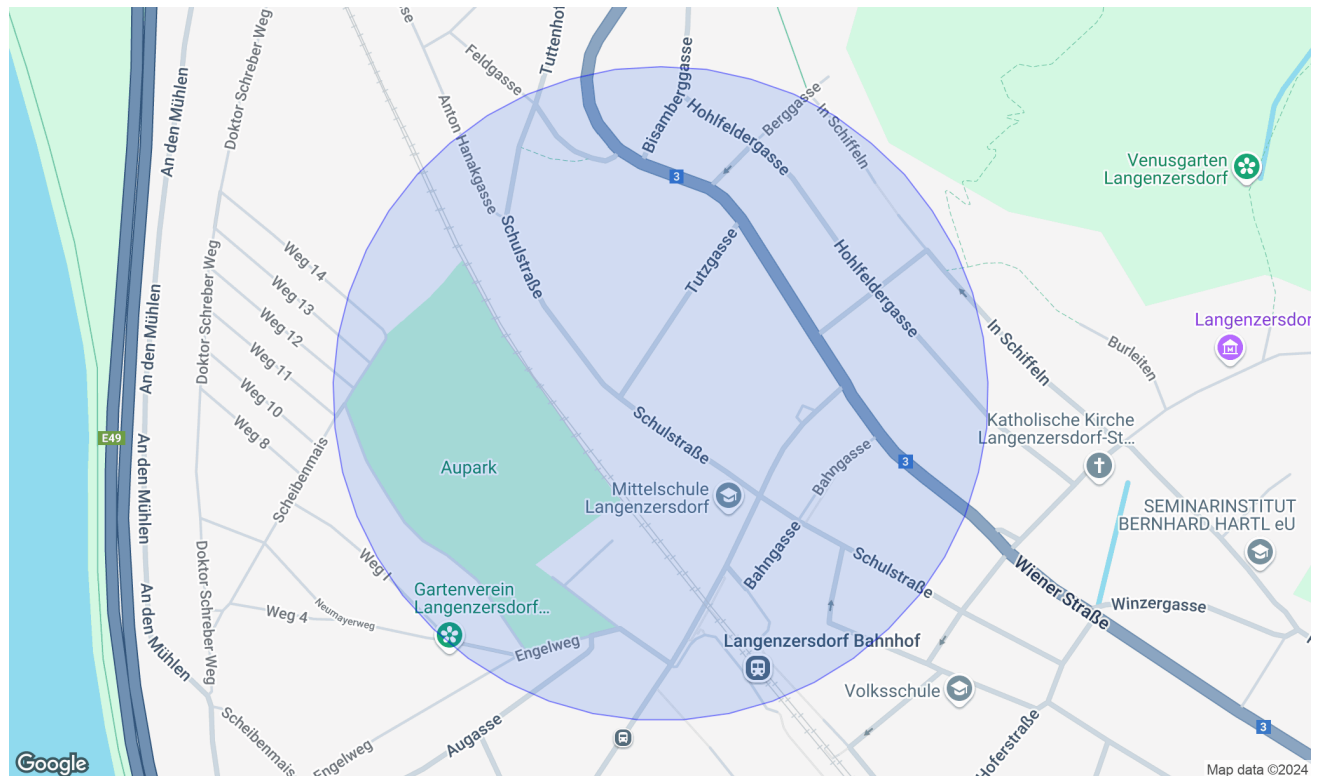 Doktor Schreber Weg
An den Mühlen
Feldgasse
Tuttenhof
Anton Hanakgasse
Bisamberggasse
Hohlfeldergasse
Berggasse
In Schiffeln
Venusgarten
Langenzersdorf
3
Schulstraße
Tutzgasse
Hohlfeldergasse
Weg 14
Weg 13
Weg 12
Weg 11
Weg 10
Weg 8
Doktor Schreber Weg
An den Mühlen
In Schiffeln
Langenzersdor
Burleiten
E49
An den Mühlen
Scheibenmais
Aupark
Schulstraße
Mittelschule
Langenzersdorf
Bahngasse
3
Katholische Kirche
Langenzersdorf-St...
SEMINARINSTITUT
BERNHARD HARTL eU
Weg I
Doktor Schreber Weg
An den Mühlen
Weg 4
Neumayerweg
Gartenverein
Langenzersdorf...
Engelweg
Bahngasse
Schulstraße
Wiener Straße
Winzergasse
Langenzersdorf Bahnhof
Volksschule
Scheibenmais
Engelweg
Augasse
Hoferstraße
3
Google
Map data ©2024